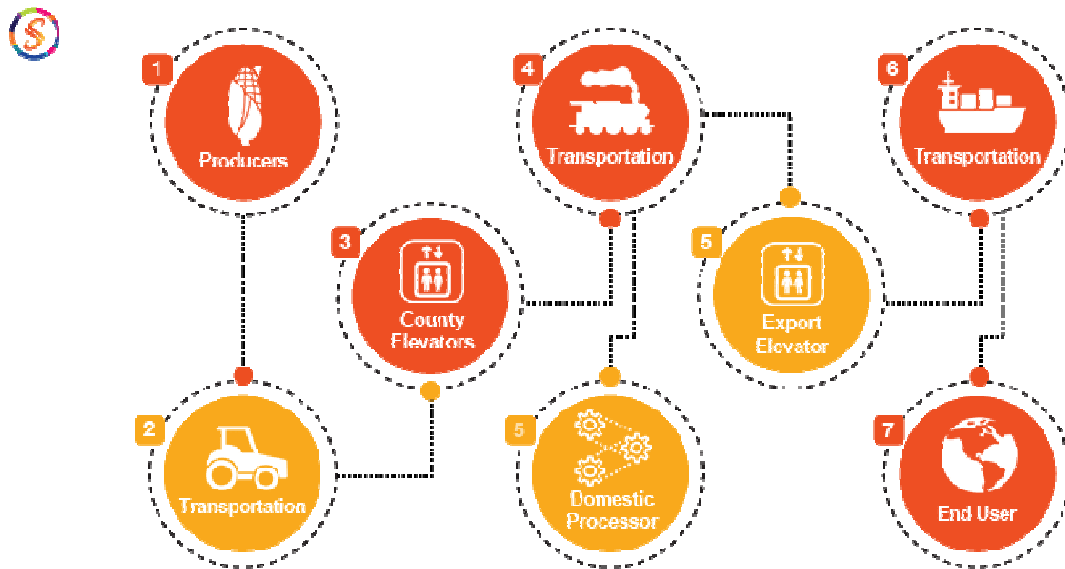 1
Producers
2
Transportation
3
County
Elevators
4
Transportation
5
Domestic
Processor
5
Export
Elevator
6
Transportation
7
End User